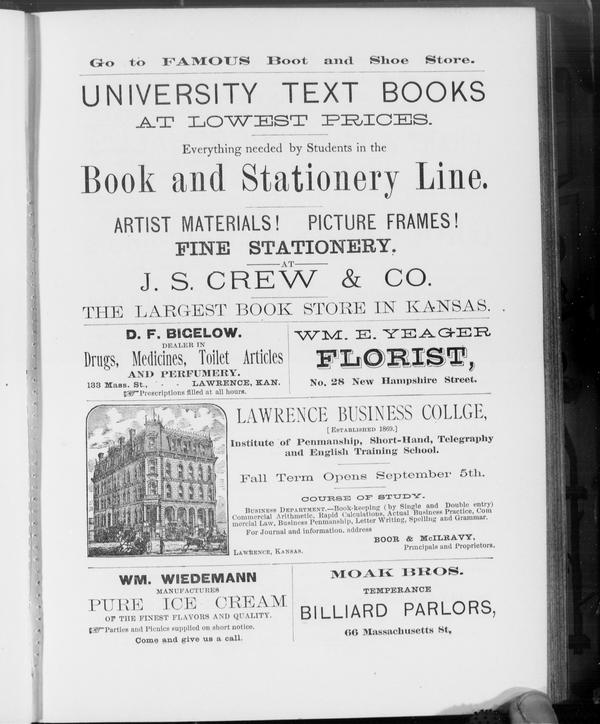 Go to FAMOUS Boot and Shoe Store.
UNIVERSITY TEXT BOOKS
AT LOWEST PRICES.
Everything needed by Students in the
Book and Stationery Line.
ARTIST MATERIALS! PICTURE FRAMES!
FINE STATIONERY.
AT
J. S. CREW & CO.
THE LARGEST BOOK STORE IN KANSAS.
D. F. BIGELOW.
DEALER IN
Drugs, Medicines, Toilet Articles
AND PERFUMERY.
133 Mass. St., - - LAWRENCE, KAN.
☞Prescriptions filled at all hours.
WM. E. YEAGER
FLORIST,
No. 28 New Hampshire Street.
LAWRENCE BUSINESS COLLGE,
[ESTABLISHED 1869.]
Institute of Penmanship, Short-Hand, Telegraphy
and English Training School.
Fall Term Opens September 5th.
COURSE OF STUDY.
BUSINESS DEPARTMENT.—Book-keeping (by Single and Double entry)
Commercial Arithmetic, Rapid Calculations, Actual Business Practice, Com
mercial Law, Business Penmanship, Letter Writing, Spelling and Grammar.
For Journal and information, address
BOOR & McILRAVY,
LAWRENCE, KANSAS. Principals and Proprietors.
WM. WIEDEMANN
MANUFACTURES
PURE ICE CREAM
OF THE FINEST FLAVORS AND QUALITY.
☞Parties and Picnics supplied on short notice.
Come and give us a call.
MOAK BROS.
TEMPERANCE
BILLIARD PARLORS,
66 Massachusetts St,